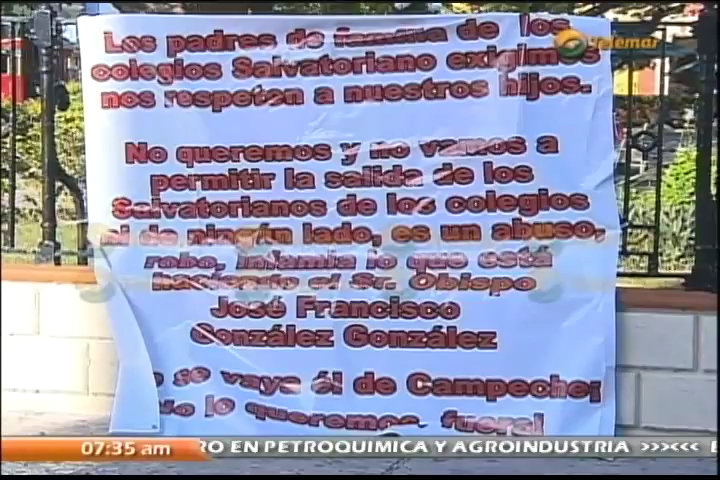 Los padres de familia de los
Telemar
colegios Salvatoriano exigimos
nos respeten a nuestros hijos.
No queremos y no vamos a
permitir la salida de los
Salvatorianos de los colegios
ni de ningún lado, es un abuso,
robo, infamia lo que está
haciendo el Sr. Obispo
José Francisco
González González
se vaya él de Campeche¡
No lo queremos, fuera!
07:35 am
RO EN PETROQUIMICA Y AGROINDUSTRIA >>><<<